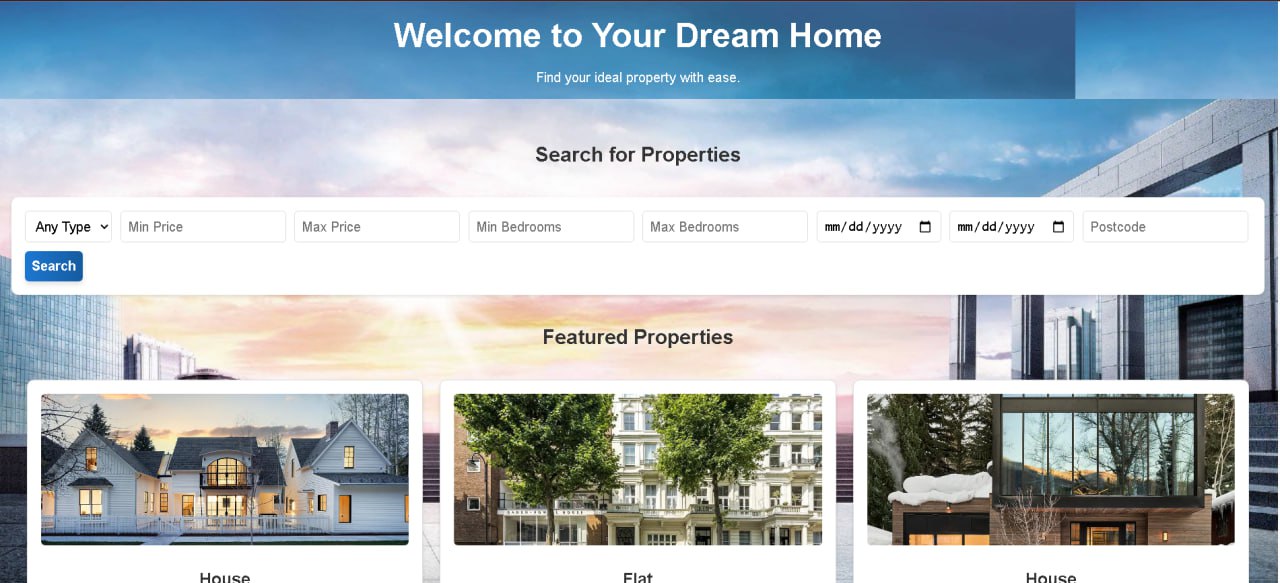 Welcome to Your Dream Home
Find your ideal property with ease.
Search for Properties
Any Type Min Price Max Price Min Bedrooms Max Bedrooms mm/dd/yyyy mm/dd/yyyy Postcode
Search
Featured Properties
House Flat House